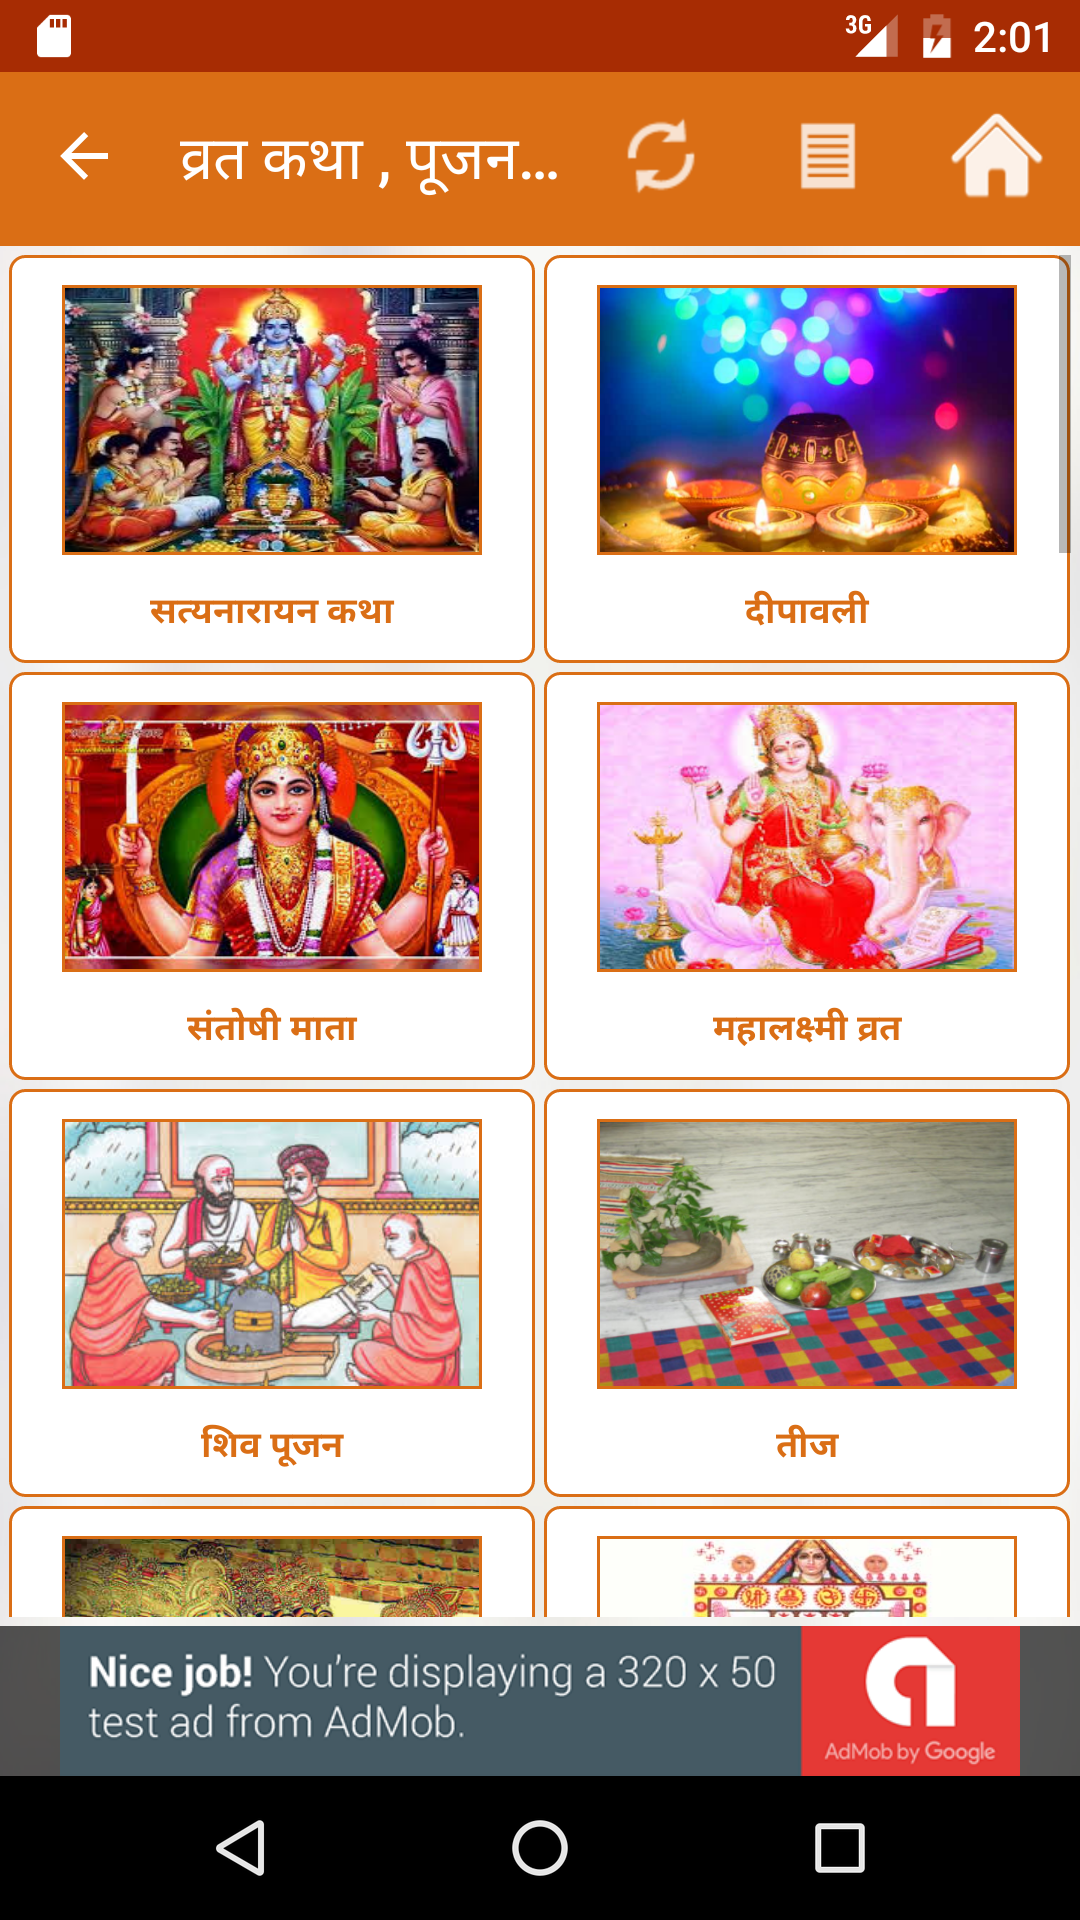 3G 2:01
व्रत कथा , पूजन...
सत्यनारायन कथा
दीपावली
संतोषी माता
महालक्ष्मी व्रत
शिव पूजन
तीज
Nice job! You're displaying a 320 x 50
test ad from AdMob.
AdMob by Google